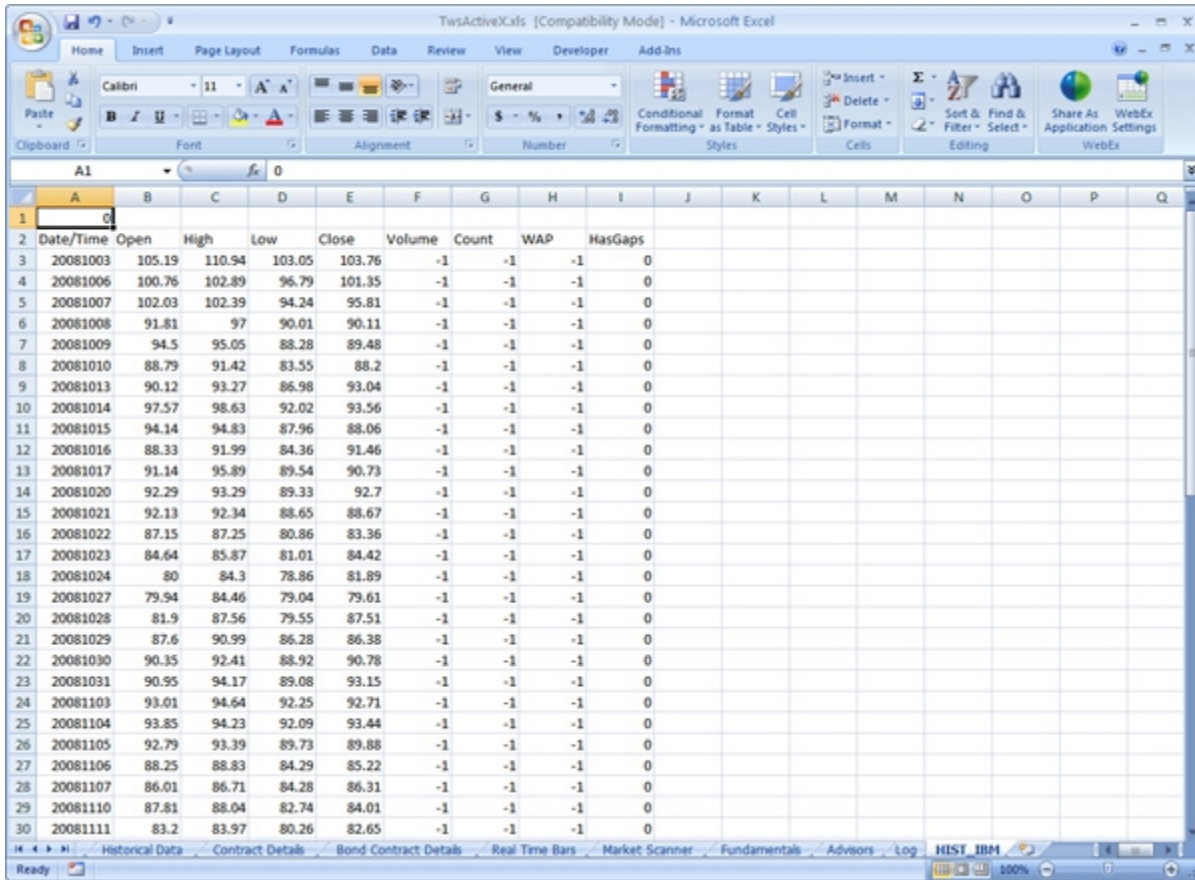 TwsActiveX.xls [Compatibility Mode] - Microsoft Excel
Home Insert Page Layout Formulas Data Review View Developer Add-Ins
Paste
Calibri 11 A A
B I U A
General
$ % , .00
Conditional Formatting as Table Cell Styles
Format
Insert
Delete
Format
Σ
Sort & Filter Find & Select
Share As Application WebEx Settings
Clipboard Font Alignment Number Styles Cells Editing WebEx
A1 fx 0
A B C D E F G H I J K L M N O P Q
1 0
2 Date/Time Open High Low Close Volume Count WAP HasGaps
3 20081003 105.19 110.94 103.05 103.76 -1 -1 -1 0
4 20081006 100.76 102.89 96.79 101.35 -1 -1 -1 0
5 20081007 102.03 102.39 94.24 95.81 -1 -1 -1 0
6 20081008 91.81 97 90.01 90.11 -1 -1 -1 0
7 20081009 94.5 95.05 88.28 89.48 -1 -1 -1 0
8 20081010 88.79 91.42 83.55 88.2 -1 -1 -1 0
9 20081013 90.12 93.27 86.98 93.04 -1 -1 -1 0
10 20081014 97.57 98.63 92.02 93.56 -1 -1 -1 0
11 20081015 94.14 94.83 87.96 88.06 -1 -1 -1 0
12 20081016 88.33 91.99 84.36 91.46 -1 -1 -1 0
13 20081017 91.14 95.89 89.54 90.73 -1 -1 -1 0
14 20081020 92.29 93.29 89.33 92.7 -1 -1 -1 0
15 20081021 92.13 92.34 88.65 88.67 -1 -1 -1 0
16 20081022 87.15 87.25 80.86 83.36 -1 -1 -1 0
17 20081023 84.64 85.87 81.01 84.42 -1 -1 -1 0
18 20081024 80 84.3 78.86 81.89 -1 -1 -1 0
19 20081027 79.94 84.46 79.04 79.61 -1 -1 -1 0
20 20081028 81.9 87.56 79.55 87.51 -1 -1 -1 0
21 20081029 87.6 90.99 86.28 86.38 -1 -1 -1 0
22 20081030 90.35 92.41 88.92 90.78 -1 -1 -1 0
23 20081031 90.95 94.17 89.08 93.15 -1 -1 -1 0
24 20081103 93.01 94.64 92.25 92.71 -1 -1 -1 0
25 20081104 93.85 94.23 92.09 93.44 -1 -1 -1 0
26 20081105 92.79 93.39 89.73 89.88 -1 -1 -1 0
27 20081106 88.25 88.83 84.29 85.22 -1 -1 -1 0
28 20081107 86.01 86.71 84.28 86.31 -1 -1 -1 0
29 20081110 87.81 88.04 82.74 84.01 -1 -1 -1 0
30 20081111 83.2 83.97 80.26 82.65 -1 -1 -1 0
Historical Data Contract Details Bond Contract Details Real Time Bars Market Scanner Fundamentals Advisors Log HIST_IBM
Ready 100%